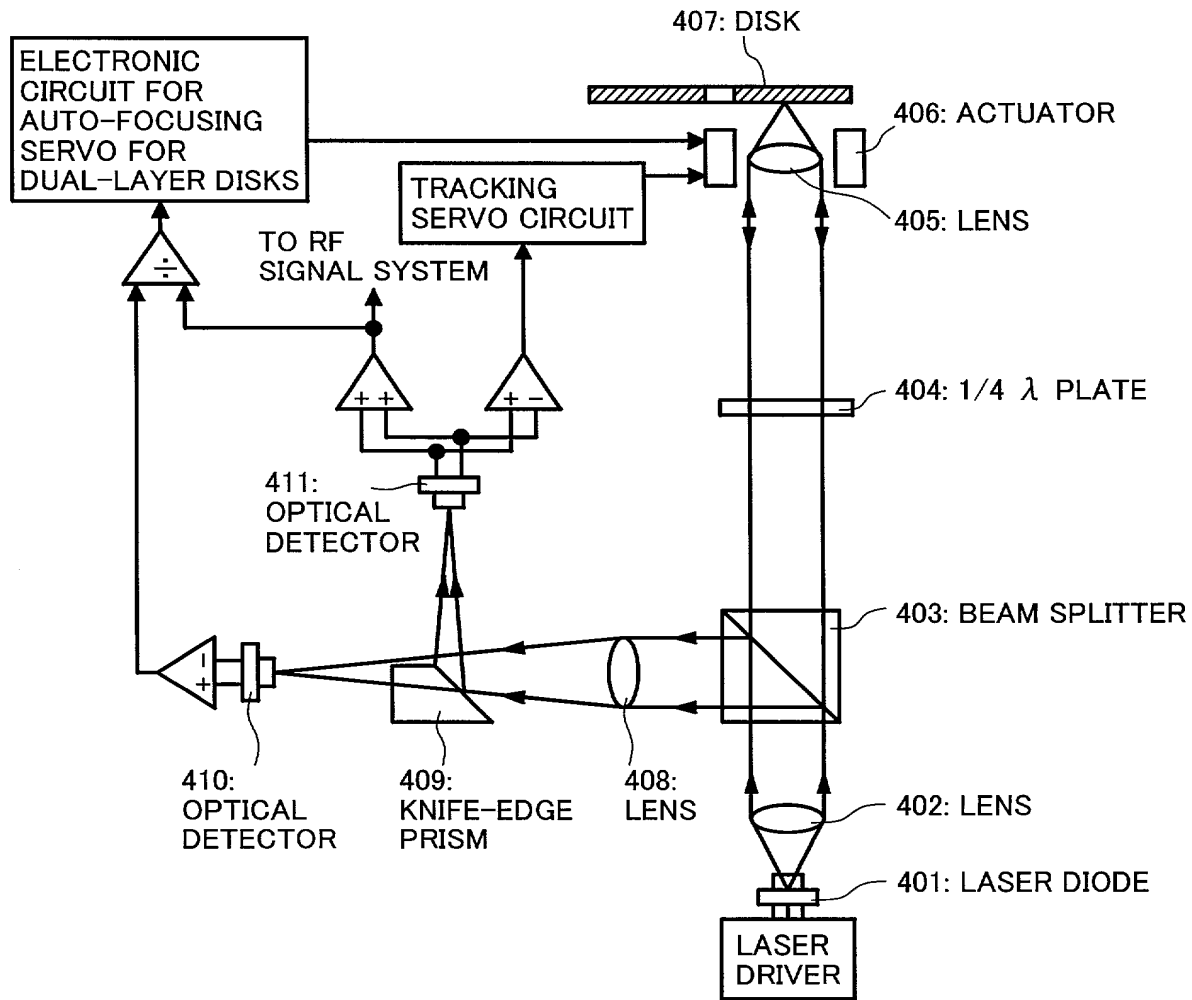 407: DISK
ELECTRONIC
CIRCUIT FOR
AUTO-FOCUSING
SERVO FOR
DUAL-LAYER DISKS
406: ACTUATOR
TRACKING
SERVO CIRCUIT
405: LENS
TO RF
SIGNAL SYSTEM
÷
404: 1/4 λ PLATE
+ +
+ -
411:
OPTICAL
DETECTOR
403: BEAM SPLITTER
-
+
410:
OPTICAL
DETECTOR
409:
KNIFE-EDGE
PRISM
408:
LENS
402: LENS
401: LASER DIODE
LASER
DRIVER